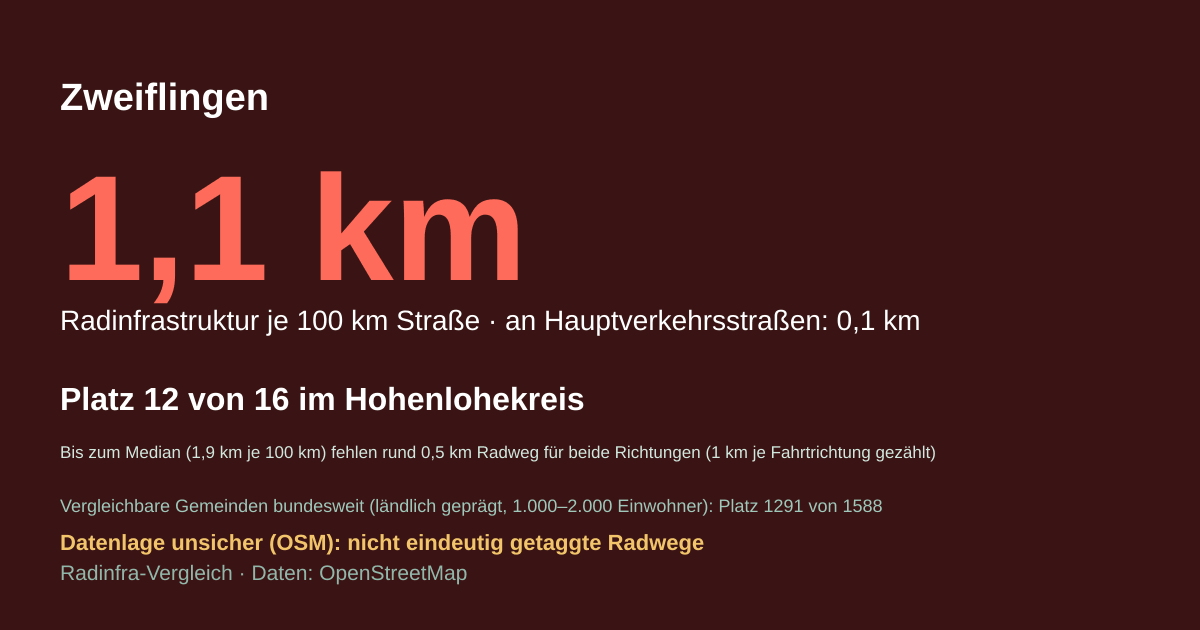 Zweiflingen
1,1 km
Radinfrastruktur je 100 km Straße · an Hauptverkehrsstraßen: 0,1 km
Platz 12 von 16 im Hohenlohekreis
Bis zum Median (1,9 km je 100 km) fehlen rund 0,5 km Radweg für beide Richtungen (1 km je Fahrtrichtung gezählt)
Vergleichbare Gemeinden bundesweit (ländlich geprägt, 1.000–2.000 Einwohner): Platz 1291 von 1588
Datenlage unsicher (OSM): nicht eindeutig getaggte Radwege
Radinfra-Vergleich · Daten: OpenStreetMap